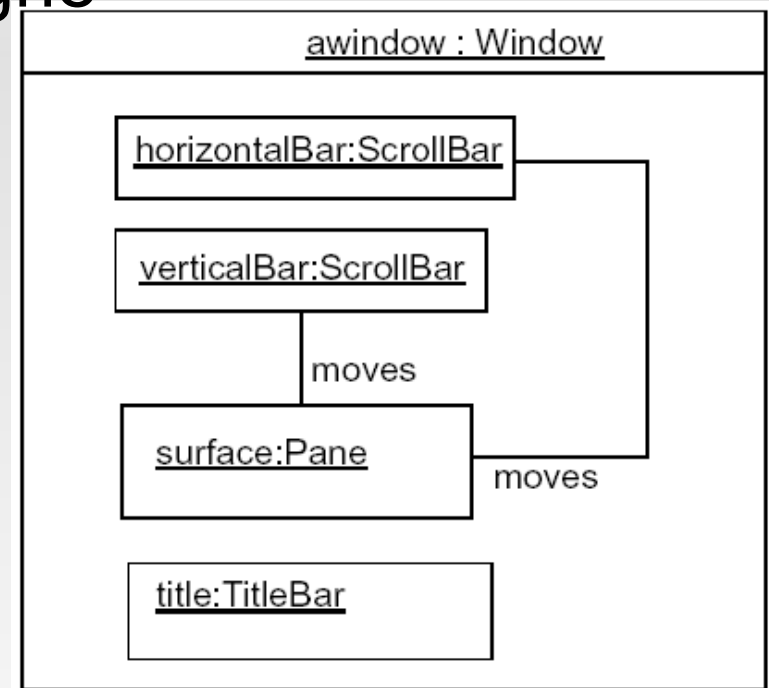 awindow : Window
horizontalBar:ScrollBar
verticalBar:ScrollBar
moves
surface:Pane
moves
title:TitleBar